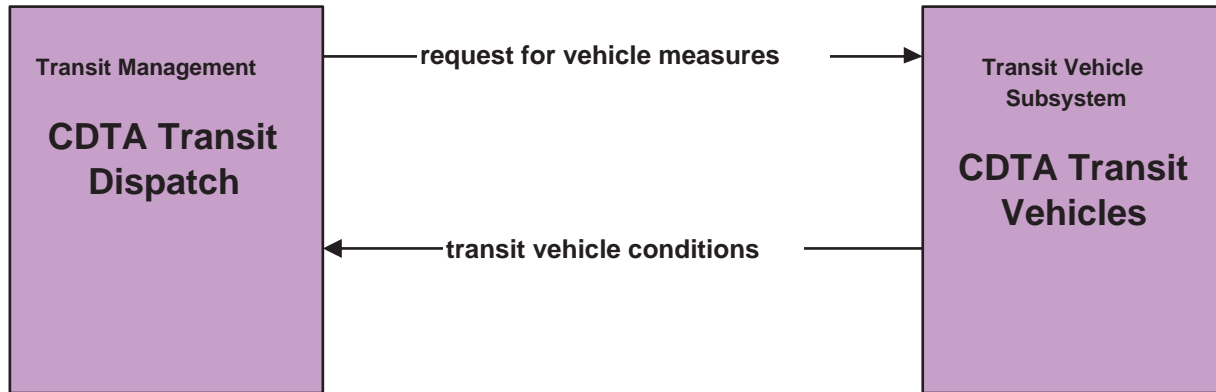 Transit Management
CDTA Transit
Dispatch
request for vehicle measures
transit vehicle conditions
Transit Vehicle
Subsystem
CDTA Transit
Vehicles